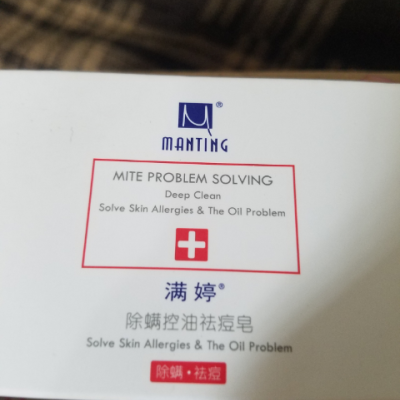 ®
MANTING
MITE PROBLEM SOLVING
Deep Clean
Solve Skin Allergies & The Oil Problem
满婷®
除螨控油祛痘皂
Solve Skin Allergies & The Oil Problem
除螨·祛痘